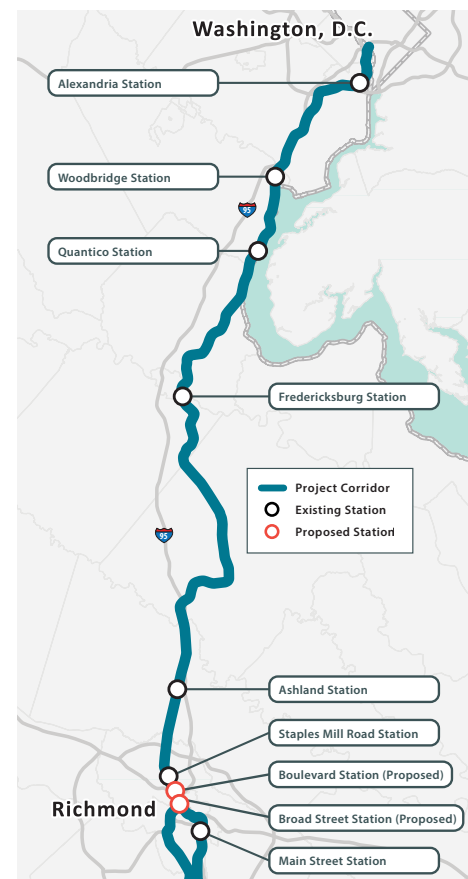 Washington, D.C.
Alexandria Station
Woodbridge Station
95
Quantico Station
Fredericksburg Station
Project Corridor
Existing Station
Proposed Station
95
Ashland Station
Staples Mill Road Station
Boulevard Station (Proposed)
Richmond
Broad Street Station (Proposed)
Main Street Station